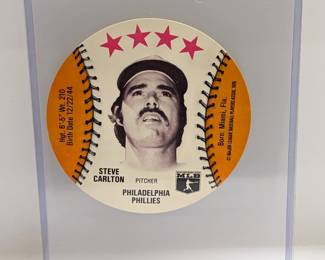 Hgt. 6'-5" Wt. 210
Birth Date 12/22/44
STEVE
CARLTON
PITCHER
PHILADELPHIA
PHILLIES
MLB
Born: Miami, Fla.